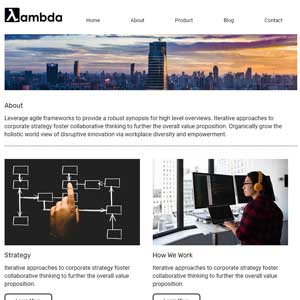 λambda
Home
About
Product
Blog
Contact
About
Leverage agile frameworks to provide a robust synopsis for high level overviews. Iterative approaches to
corporate strategy foster collaborative thinking to further the overall value proposition. Organically grow the
holistic world view of disruptive innovation via workplace diversity and empowerment.
Strategy
Iterative approaches to corporate strategy foster
collaborative thinking to further the overall value
proposition.
How We Work
Iterative approaches to corporate strategy foster
collaborative thinking to further the overall value
proposition.